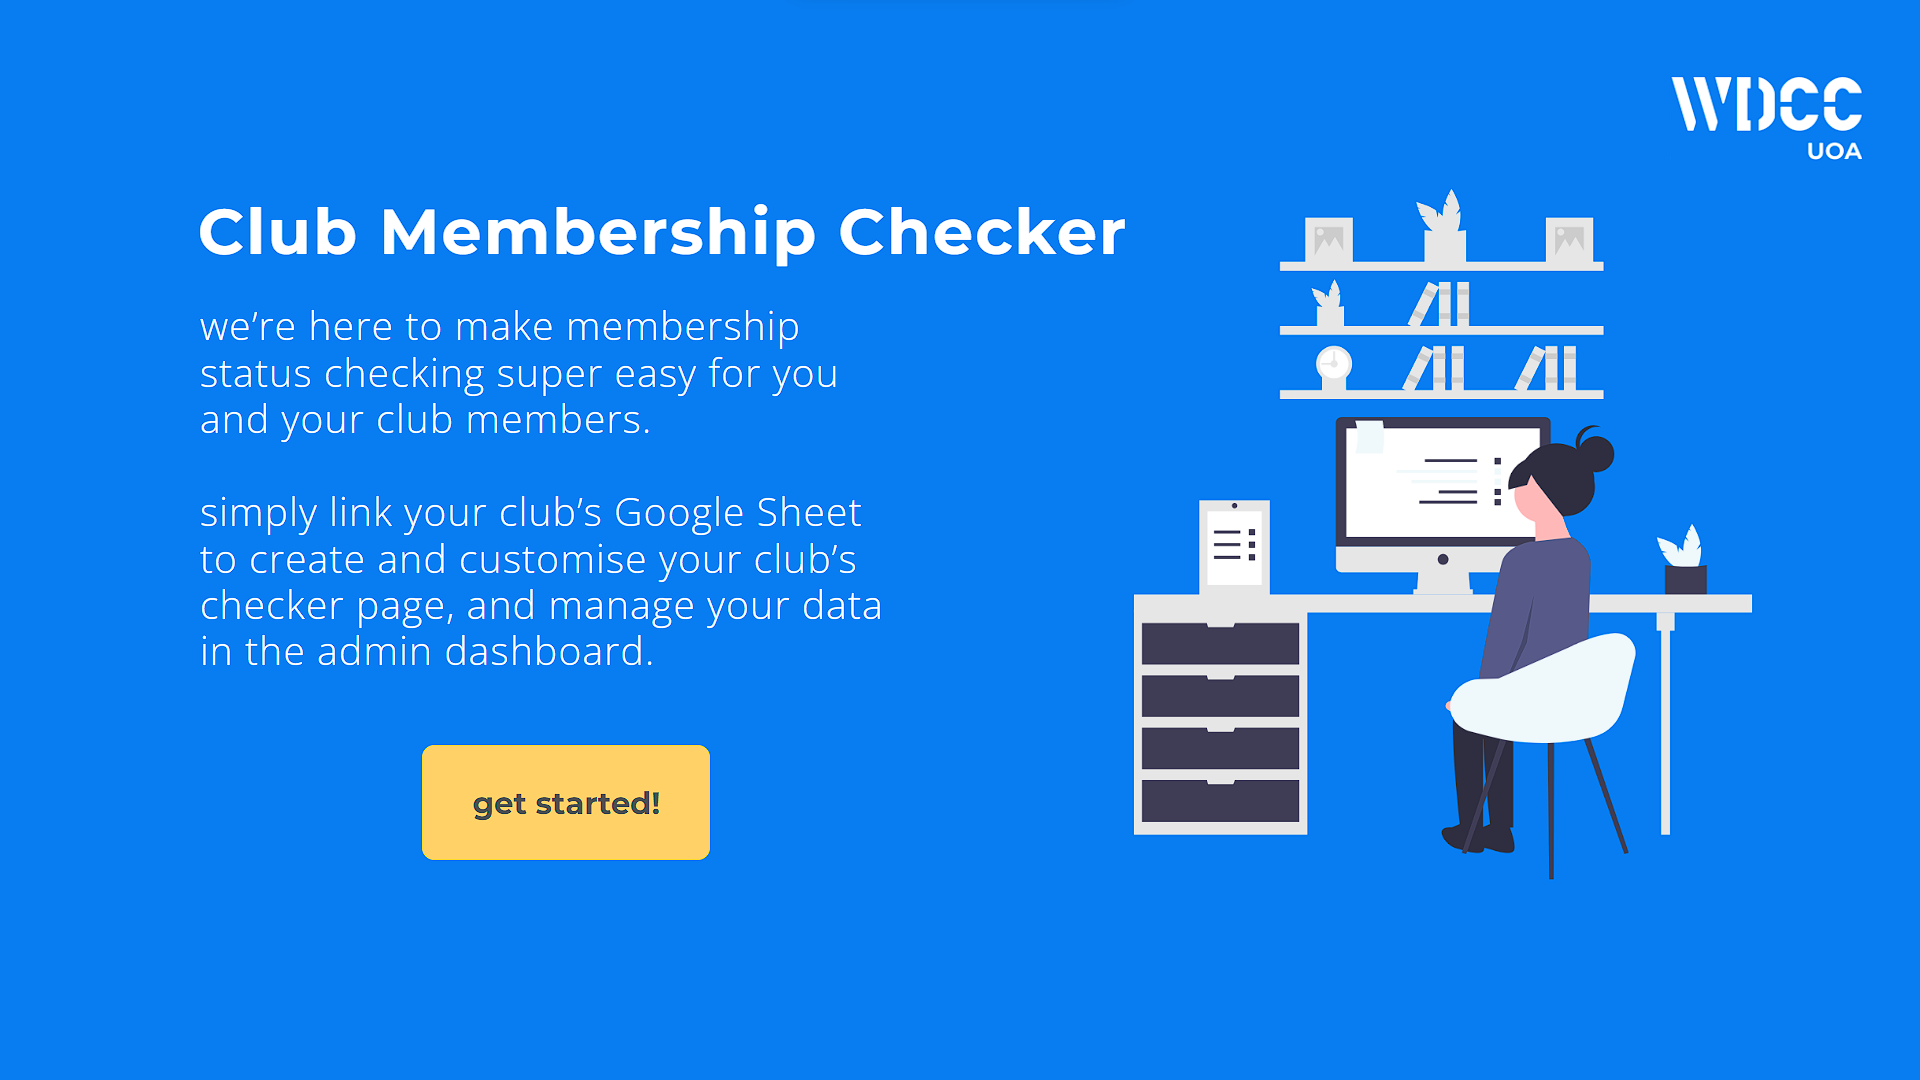 WDCC
UOA
Club Membership Checker
we’re here to make membership
status checking super easy for you
and your club members.
simply link your club’s Google Sheet
to create and customise your club’s
checker page, and manage your data
in the admin dashboard.
get started!